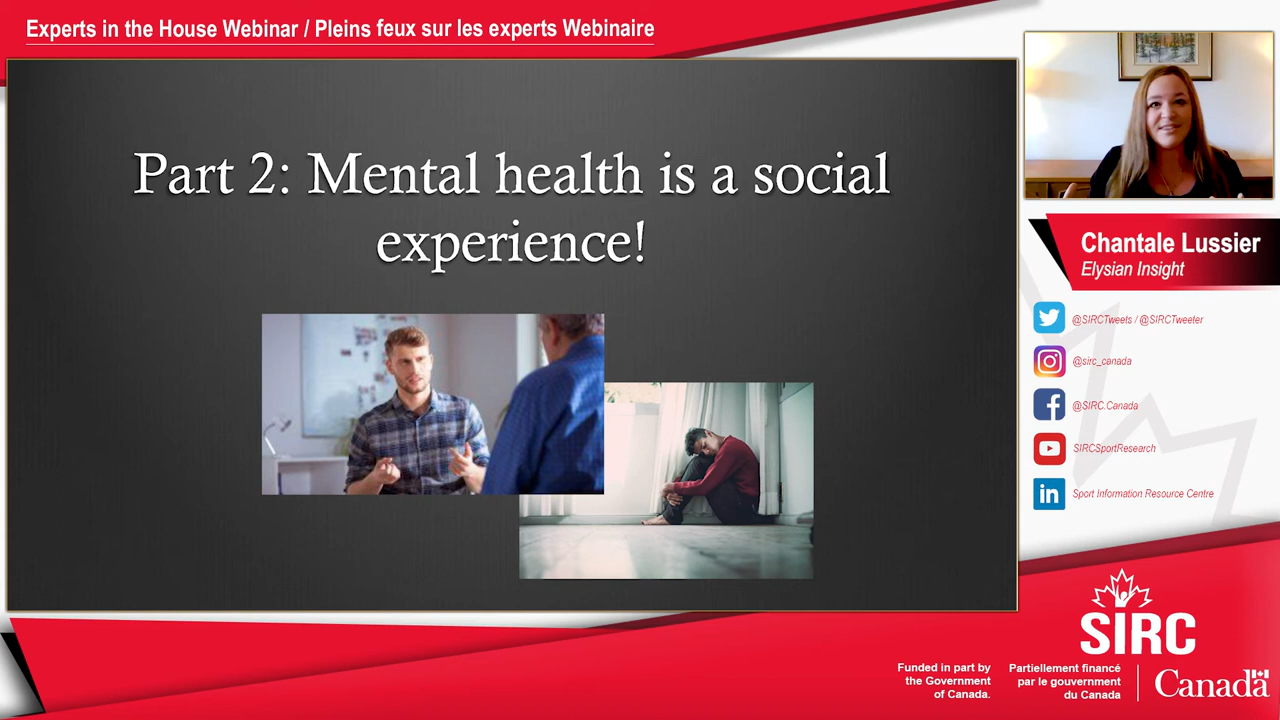 Experts in the House Webinar / Pleins feux sur les experts Webinaire
Part 2: Mental health is a social
experience!
Chantale Lussier
Elysian Insight
@SIRCTweets / @SIRCTweeter
@sirc_canada
@SIRC.Canada
SIRCSportResearch
in
Sport Information Resource Centre
SIRC
Funded in part by
the Government
of Canada.
Partiellement financé
par le gouvernment
du Canada
Canada